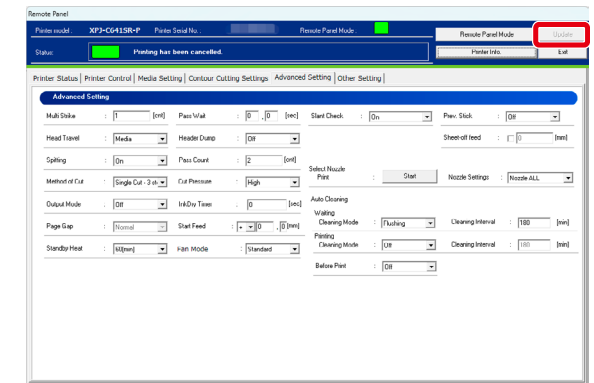 Remote Panel
Printer model . XPJ-C641SR-P Printer Serial No. . Remote Panel Mode . Remote Panel Mode Update
Status: Printing has been cancelled. Printer Info. Exit
Printer Status Printer Control Media Setting Contour Cutting Settings Advanced Setting Other Setting
Advanced Setting
Multi Strike : 1 [cnt] Pass Wait : 0 . 0 [sec] Slant Check : On Prev. Stick : Off
Head Travel : Media Header Dump : Off Sheet-off feed : 0 [mm]
Spitting : On Pass Count : 2 [cnt]
Select Nozzle
Print : Start Nozzle Settings : Nozzle ALL
Method of Cut : Single Cut - 3 sh Cut Pressure : High
Output Mode : Off InkDry Timer : 0 [sec] Auto Cleaning
Waiting
Cleaning Mode : Flushing Cleaning Interval : 180 [min]
Page Gap : Normal Start Feed : + 0 . 0 [mm]
Printing
Cleaning Mode : Off Cleaning Interval : 180 [min]
Standby Heat : 60[min] Fan Mode : Standard
Before Print : Off